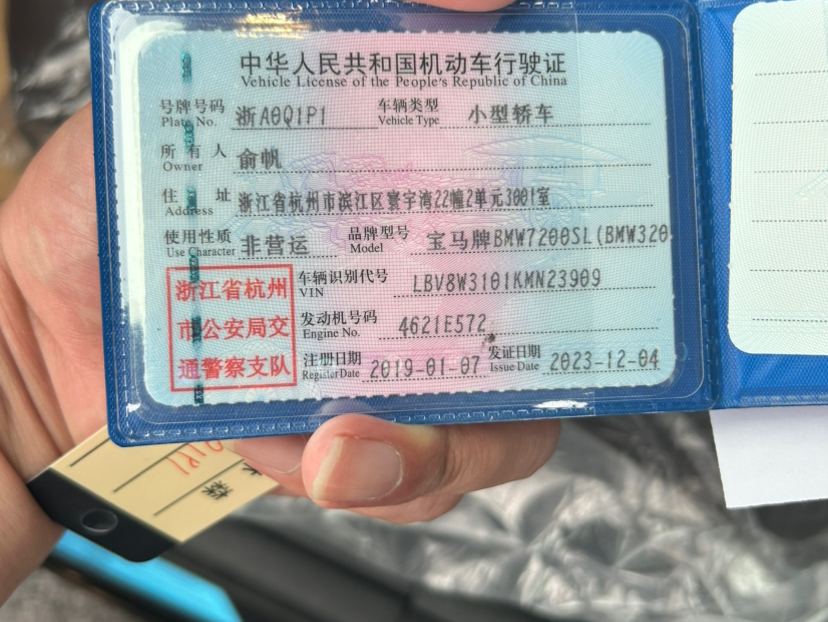 中华人民共和国机动车行驶证
Vehicle License of the People's Republic of China
号牌号码 浙A0Q1P1 车辆类型 小型轿车
Plate No. Vehicle Type
所有人 俞帆
Owner
住址 浙江省杭州市滨江区寰宇湾22幢2单元3001室
Address
使用性质 非营运 品牌型号 宝马牌BMW7200SL(BMW320
Use Character Model
浙江省杭州
市公安局交
通警察支队
车辆识别代号 LBV8W3101KMN23909
VIN
发动机号码 4621E572
Engine No.
注册日期 2019-01-07 发证日期 2023-12-04
Register Date Issue Date